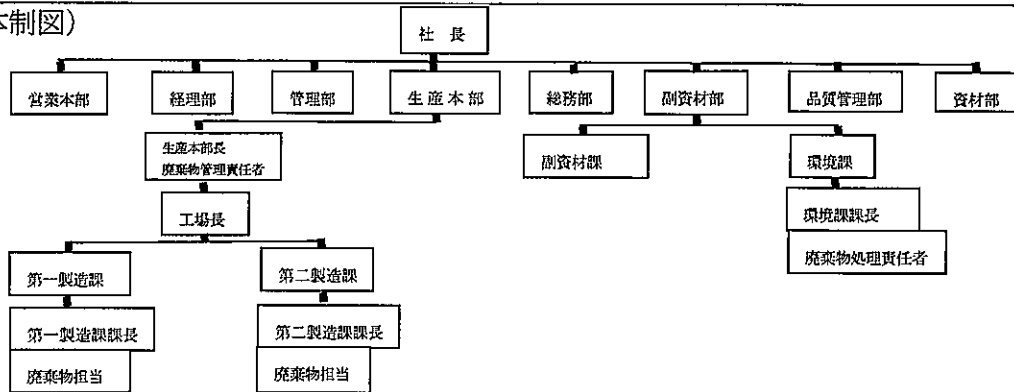 制図)
社長
営業本部 経理部 管理部 生産本部 総務部 副資材部 品質管理部 資材部
生産本部長
廃棄物管理責任者
副資材課 環境課
工場長
環境課課長
廃棄物処理責任者
第一製造課 第二製造課
第一製造課課長 第二製造課課長
廃棄物担当 廃棄物担当